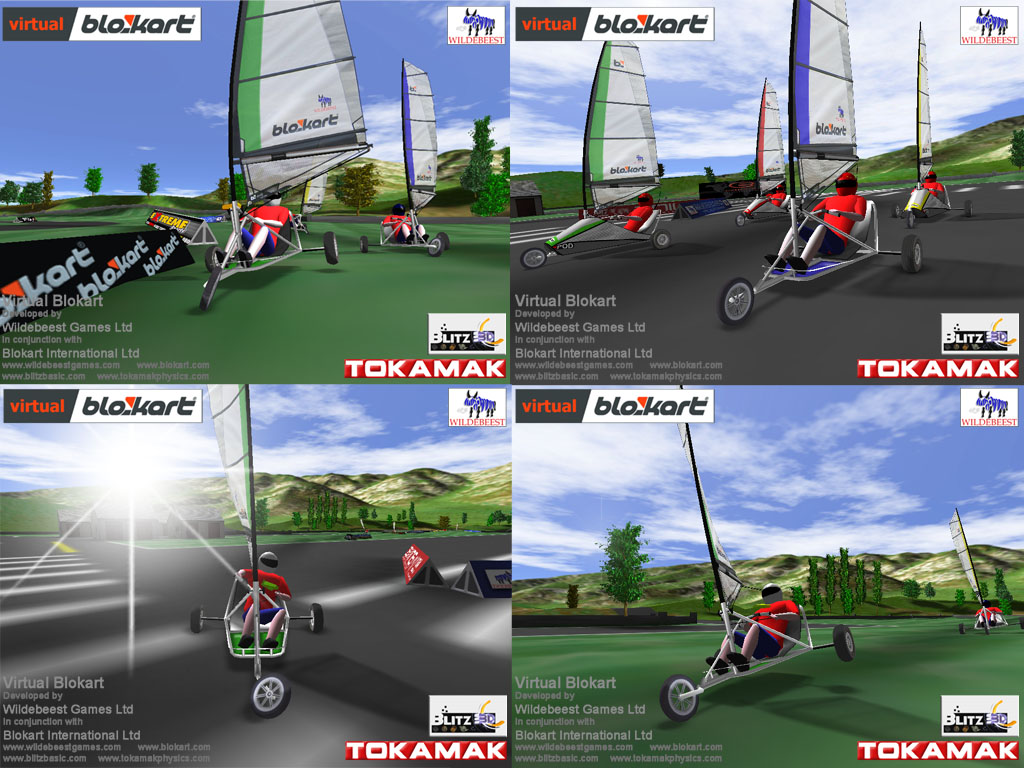 virtual blo-kart
WILDEBEEST
blokart
XTREME
blokart
blokart
blokart
Virtual Blokart
Developed by
Wildebeest Games Ltd
In conjunction with
Blokart International Ltd
www.wildebeestgames.com www.blokart.com
www.blitzbasic.com www.tokamakphysics.com
BLITZ 3D
TOKAMAK
virtual blokart
WILDEBEEST
blokart
blokart
Virtual Blokart
Developed by
Wildebeest Games Ltd
In conjunction with
Blokart International Ltd
www.wildebeestgames.com www.blokart.com
www.blitzbasic.com www.tokamakphysics.com
BLITZ 3D
TOKAMAK
virtual blokart
WILDEBEEST
Virtual Blokart
Developed by
Wildebeest Games Ltd
In conjunction with
Blokart International Ltd
www.wildebeestgames.com www.blokart.com
www.blitzbasic.com www.tokamakphysics.com
BLITZ 3D
TOKAMAK
virtual blokart
WILDEBEEST
Virtual Blokart
Developed by
Wildebeest Games Ltd
In conjunction with
Blokart International Ltd
www.wildebeestgames.com www.blokart.com
www.blitzbasic.com www.tokamakphysics.com
BLITZ 3D
TOKAMAK